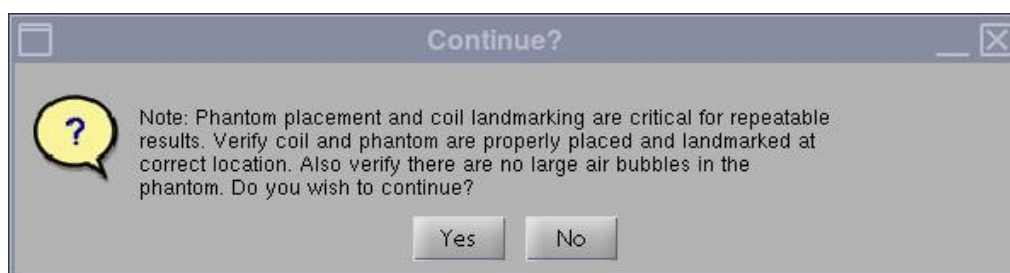 Continue?
?
Note: Phantom placement and coil landmarking are critical for repeatable
results. Verify coil and phantom are properly placed and landmarked at
correct location. Also verify there are no large air bubbles in the
phantom. Do you wish to continue?
Yes No